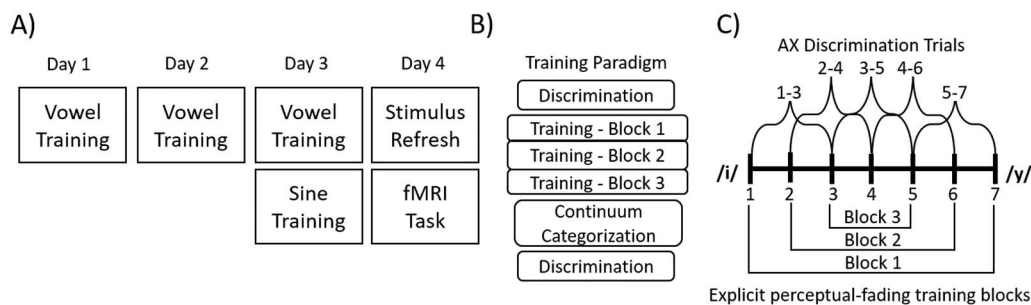 A)
Day 1
Day 2
Day 3
Day 4
Vowel
Training
Vowel
Training
Vowel
Training
Stimulus
Refresh
Sine
Training
fMRI
Task
B)
Training Paradigm
Discrimination
Training - Block 1
Training - Block 2
Training - Block 3
Continuum
Categorization
Discrimination
C)
AX Discrimination Trials
2-4 3-5 4-6
1-3 5-7
/i/ /y/
1 2 3 4 5 6 7
Block 3
Block 2
Block 1
Explicit perceptual-fading training blocks